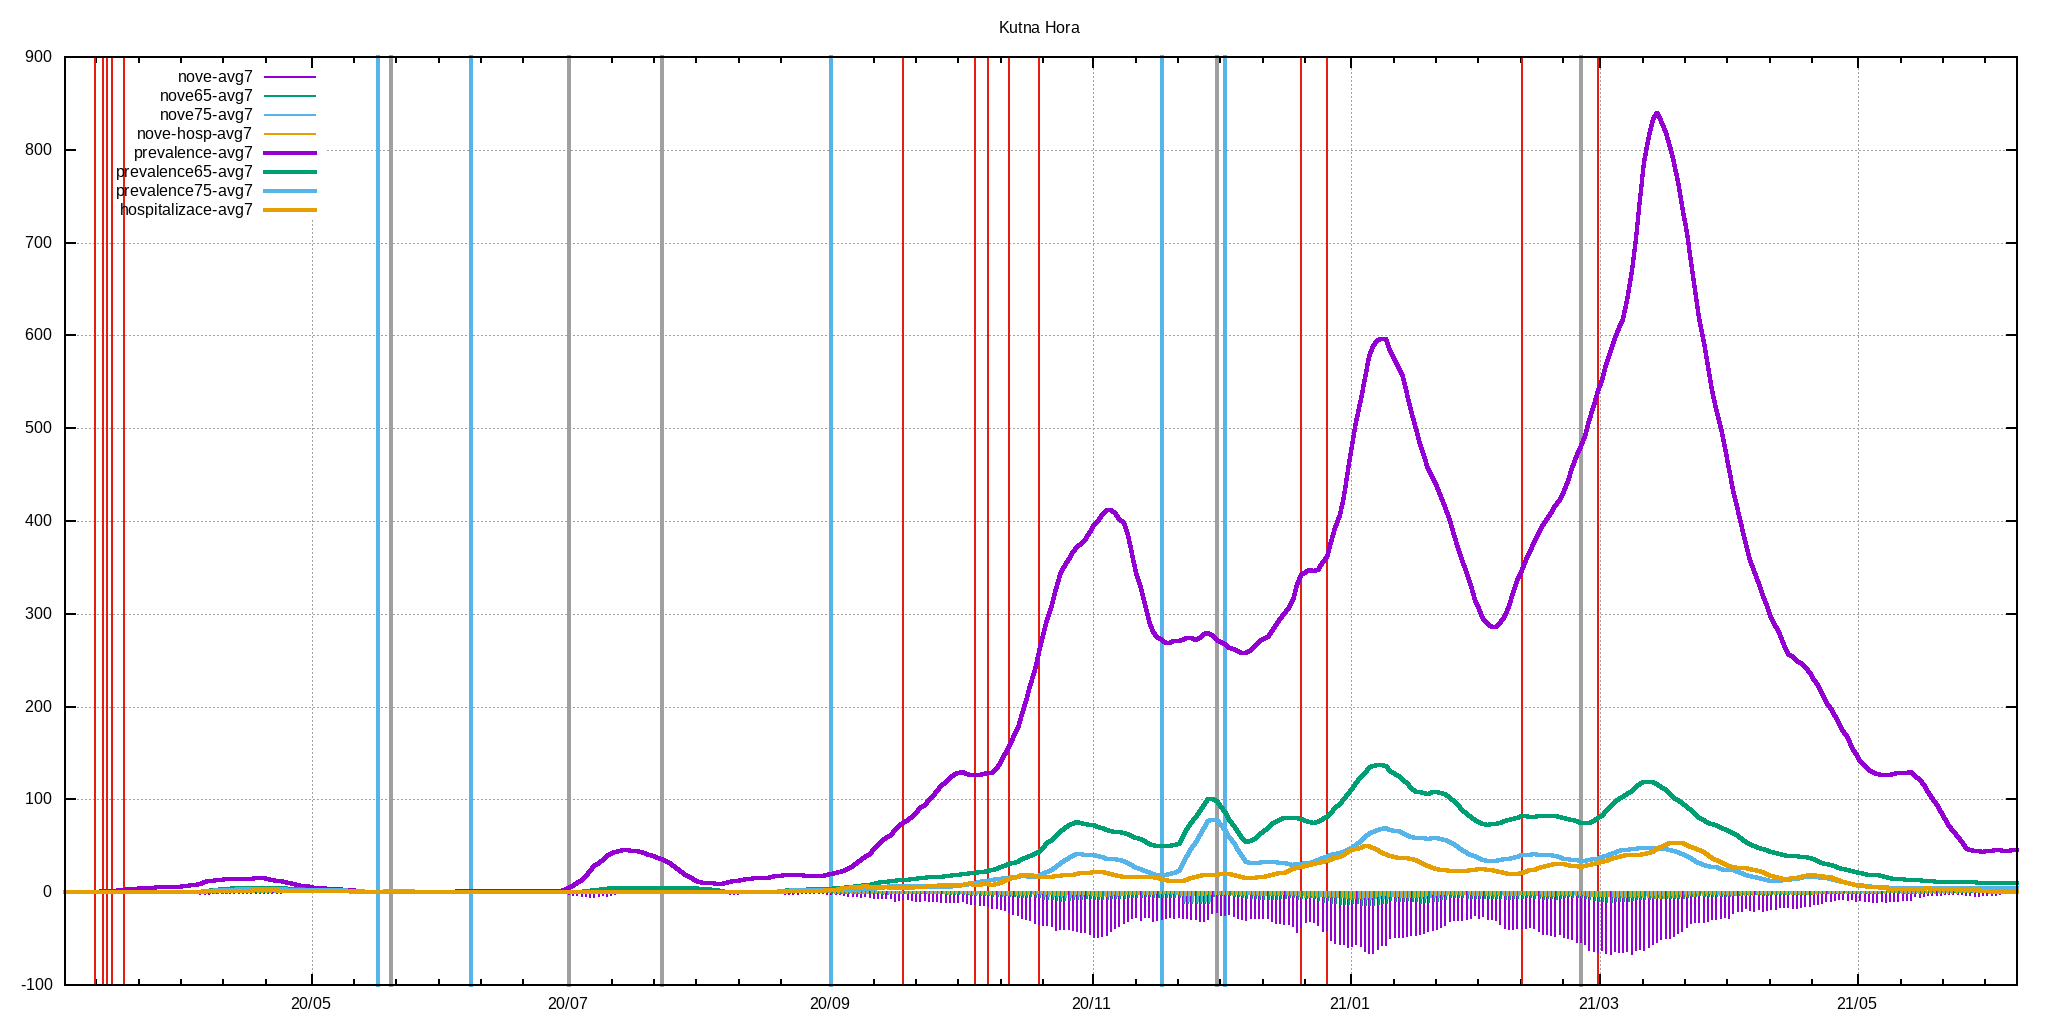 Kutna Hora
900
800
700
600
500
400
300
200
100
0
-100
nove-avg7
nove65-avg7
nove75-avg7
nove-hosp-avg7
prevalence-avg7
prevalence65-avg7
prevalence75-avg7
hospitalizace-avg7
20/05
20/07
20/09
20/11
21/01
21/03
21/05